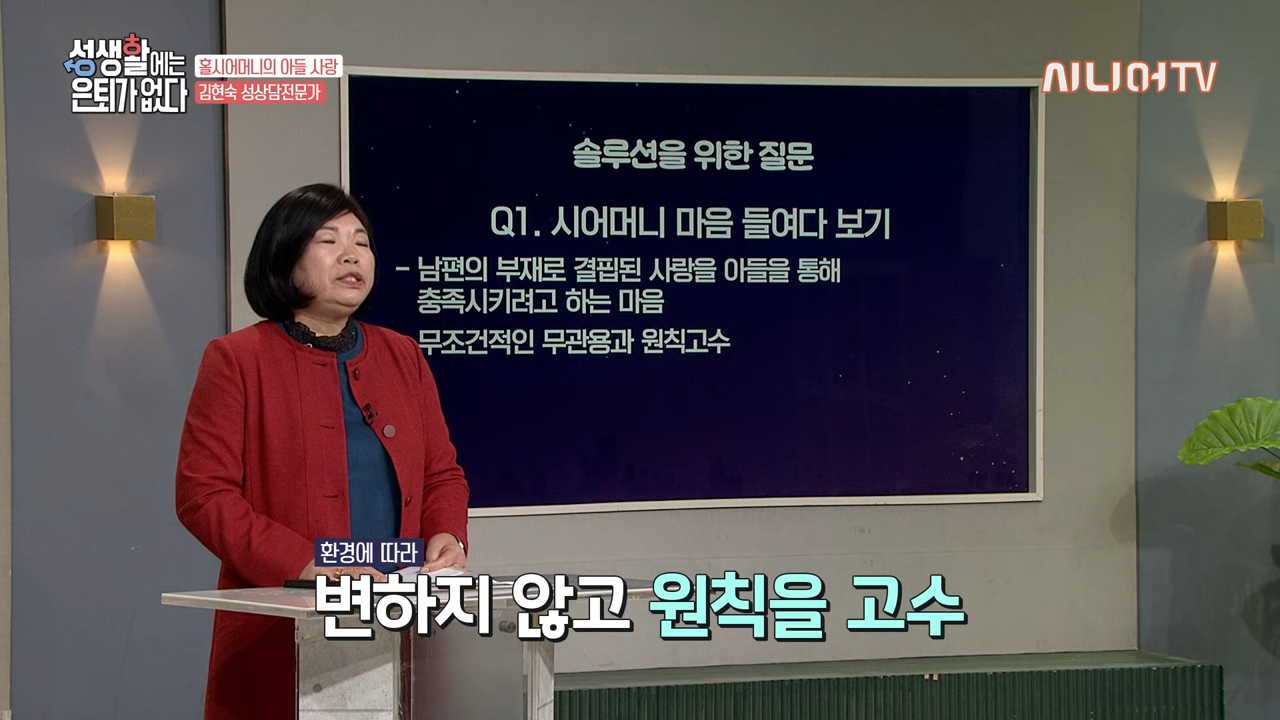 성생활에는
은퇴가 없다
홀시어머니의 아들 사랑
김현숙 성상담전문가
시니어TV
솔루션을 위한 질문
Q1. 시어머니 마음 들여다 보기
- 남편의 부재로 결핍된 사랑을 아들을 통해
충족시키려고 하는 마음
무조건적인 무관용과 원칙고수
환경에 따라
변하지 않고 원칙을 고수